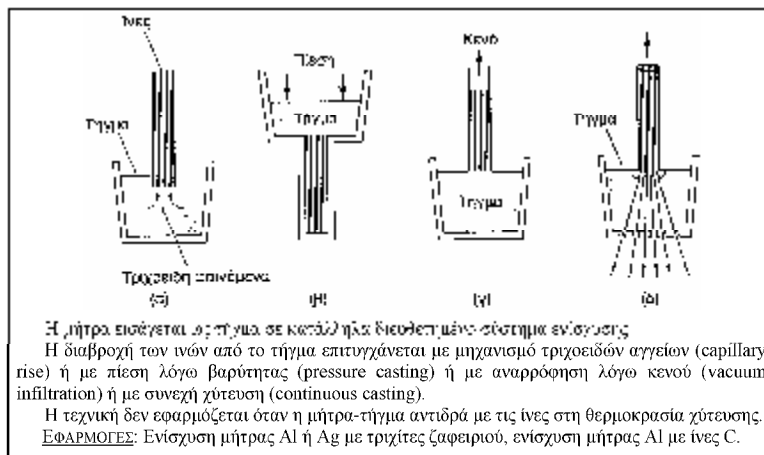 Ίνες
Κενό
Πίεση
Τήγμα
Τήγμα
Τήγμα
Τήγμα
Τριχοειδή
(α) (β) (γ) (δ)
Η μήτρα εισάγεται ως τήγμα σε κατάλληλα διευθετημένο σύστημα ενίσχυσης
Η διαβροχή των ινών από το τήγμα επιτυγχάνεται με μηχανισμό τριχοειδών αγγείων (capillary
rise) ή με πίεση λόγω βαρύτητας (pressure casting) ή με αναρρόφηση λόγω κενού (vacuum
infiltration) ή με συνεχή χύτευση (continuous casting).
Η τεχνική δεν εφαρμόζεται όταν η μήτρα-τήγμα αντιδρά με τις ίνες στη θερμοκρασία χύτευσης.
ΕΦΑΡΜΟΓΕΣ: Ενίσχυση μήτρας Al ή Ag με τριχίτες ζαφειριού, ενίσχυση μήτρας Al με ίνες C.